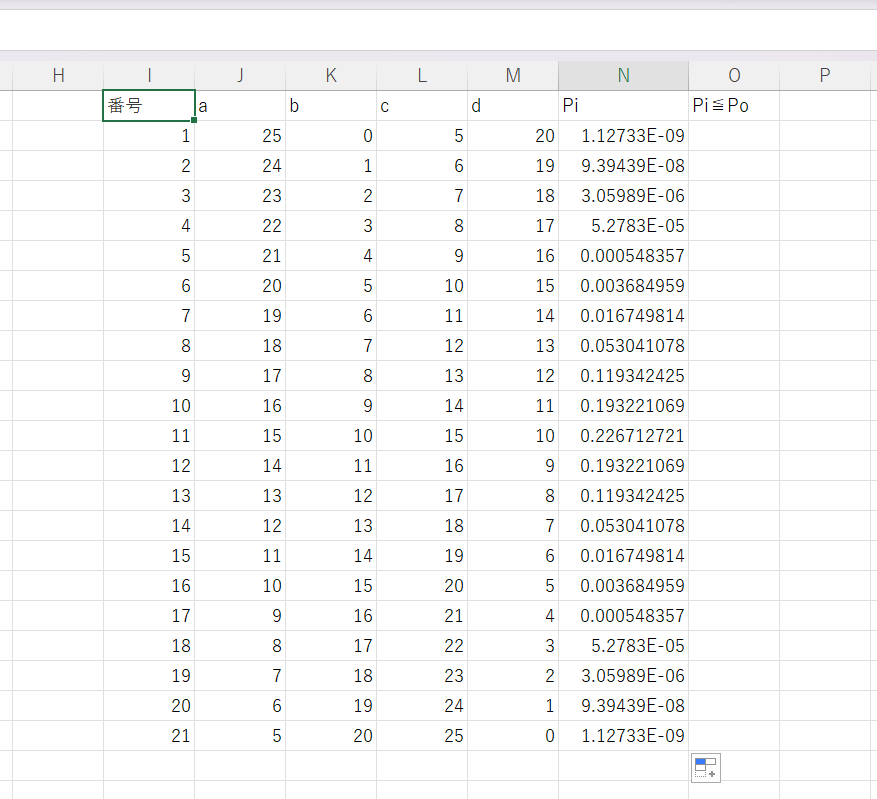 H I J K L M N O P
番号 a b c d Pi Pi≦Po
1 25 0 5 20 1.12733E-09
2 24 1 6 19 9.39439E-08
3 23 2 7 18 3.05989E-06
4 22 3 8 17 5.2783E-05
5 21 4 9 16 0.000548357
6 20 5 10 15 0.003684959
7 19 6 11 14 0.016749814
8 18 7 12 13 0.053041078
9 17 8 13 12 0.119342425
10 16 9 14 11 0.193221069
11 15 10 15 10 0.226712721
12 14 11 16 9 0.193221069
13 13 12 17 8 0.119342425
14 12 13 18 7 0.053041078
15 11 14 19 6 0.016749814
16 10 15 20 5 0.003684959
17 9 16 21 4 0.000548357
18 8 17 22 3 5.2783E-05
19 7 18 23 2 3.05989E-06
20 6 19 24 1 9.39439E-08
21 5 20 25 0 1.12733E-09